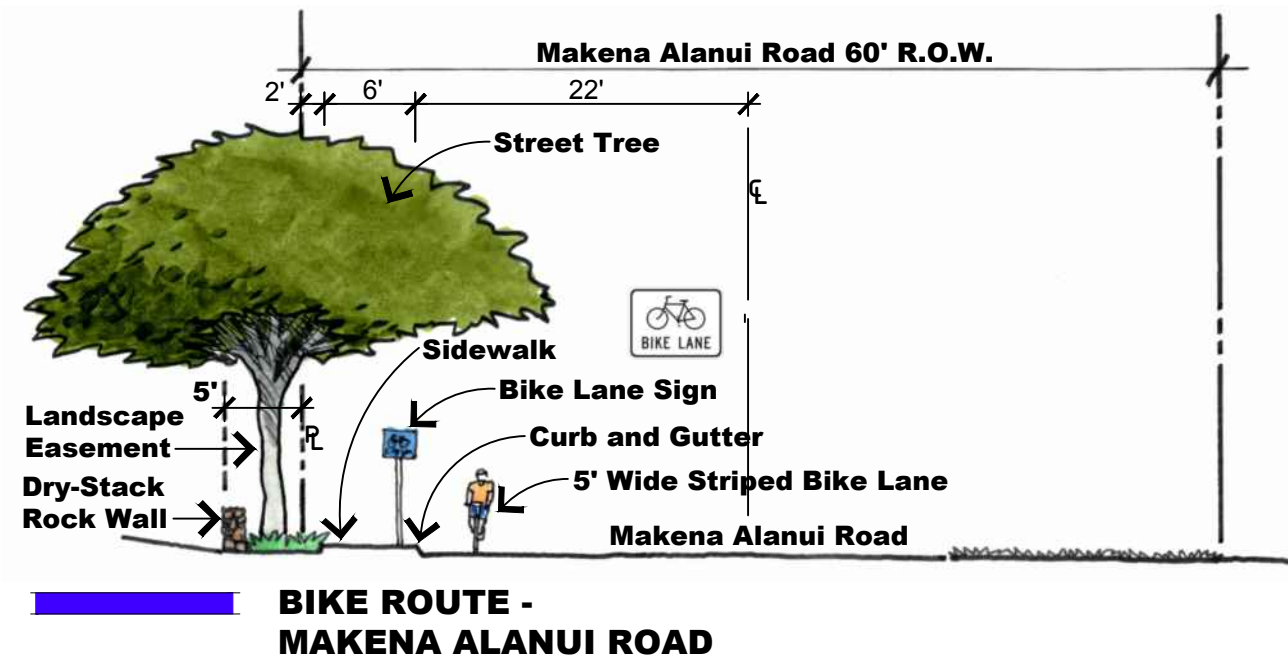 Makena Alanui Road 60' R.O.W.
2'
6'
22'
Street Tree
℄
BIKE LANE
Sidewalk
5'
Bike Lane Sign
Landscape
Easement
PL
Curb and Gutter
Dry-Stack
Rock Wall
5' Wide Striped Bike Lane
Makena Alanui Road
BIKE ROUTE -
MAKENA ALANUI ROAD